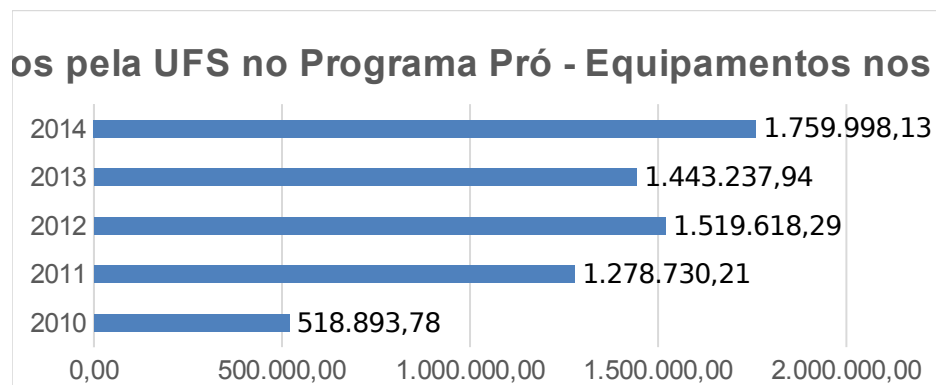 os pela UFS no Programa Pró - Equipamentos nos
2014 1.759.998,13
2013 1.443.237,94
2012 1.519.618,29
2011 1.278.730,21
2010 518.893,78
0,00 500.000,00 1.000.000,00 1.500.000,00 2.000.000,00